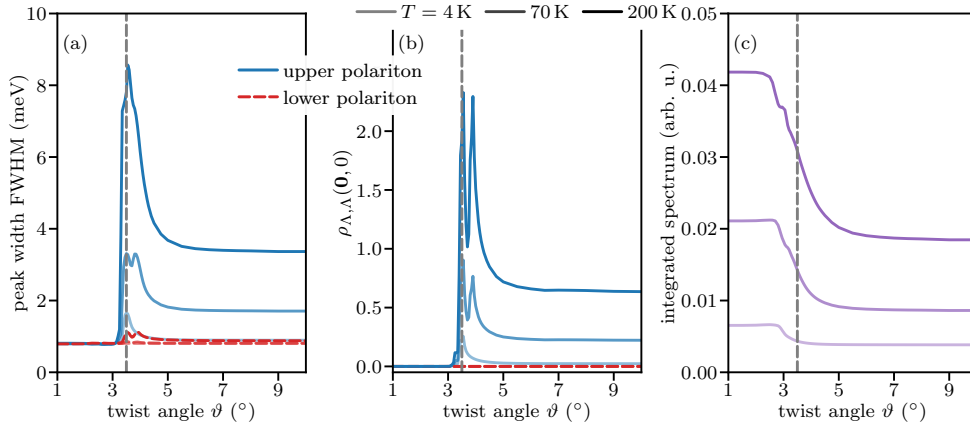 T = 4 K 70 K 200 K
(a) (b) (c)
upper polariton
lower polariton
peak width FWHM (meV)
10
8
6
4
2
0
1 3 5 7 9
twist angle ϑ (°)
ρΛ,Λ(0, 0)
2.0
1.5
1.0
0.5
0.0
1 3 5 7 9
twist angle ϑ (°)
integrated spectrum (arb. u.)
0.05
0.04
0.03
0.02
0.01
0.00
1 3 5 7 9
twist angle ϑ (°)